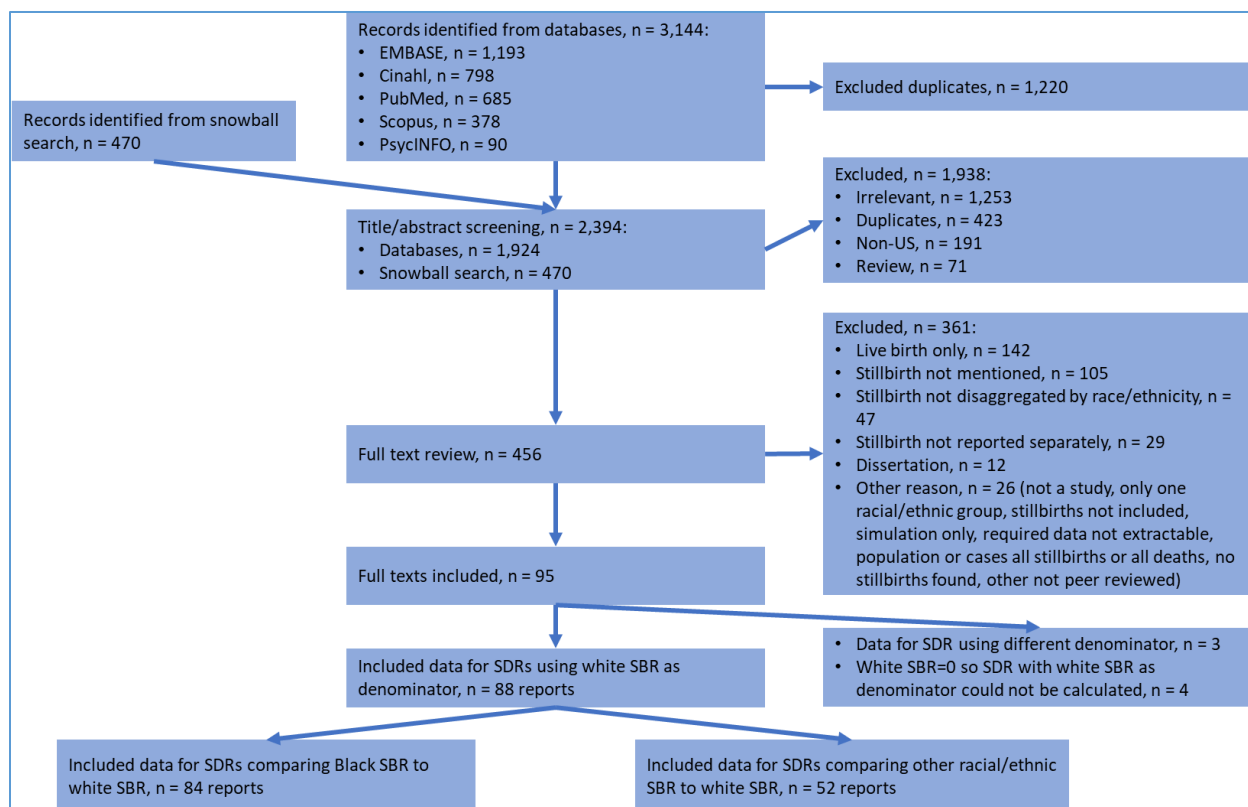 Records identified from databases, n = 3,144:
• EMBASE, n = 1,193
• Cinahl, n = 798
• PubMed, n = 685
• Scopus, n = 378
• PsycINFO, n = 90
Excluded duplicates, n = 1,220
Records identified from snowball
search, n = 470
Excluded, n = 1,938:
• Irrelevant, n = 1,253
• Duplicates, n = 423
• Non-US, n = 191
• Review, n = 71
Title/abstract screening, n = 2,394:
• Databases, n = 1,924
• Snowball search, n = 470
Excluded, n = 361:
• Live birth only, n = 142
• Stillbirth not mentioned, n = 105
• Stillbirth not disaggregated by race/ethnicity, n =
47
• Stillbirth not reported separately, n = 29
• Dissertation, n = 12
• Other reason, n = 26 (not a study, only one
racial/ethnic group, stillbirths not included,
simulation only, required data not extractable,
population or cases all stillbirths or all deaths, no
stillbirths found, other not peer reviewed)
Full text review, n = 456
Full texts included, n = 95
• Data for SDR using different denominator, n = 3
• White SBR=0 so SDR with white SBR as
denominator could not be calculated, n = 4
Included data for SDRs using white SBR as
denominator, n = 88 reports
Included data for SDRs comparing Black SBR to
white SBR, n = 84 reports
Included data for SDRs comparing other racial/ethnic
SBR to white SBR, n = 52 reports